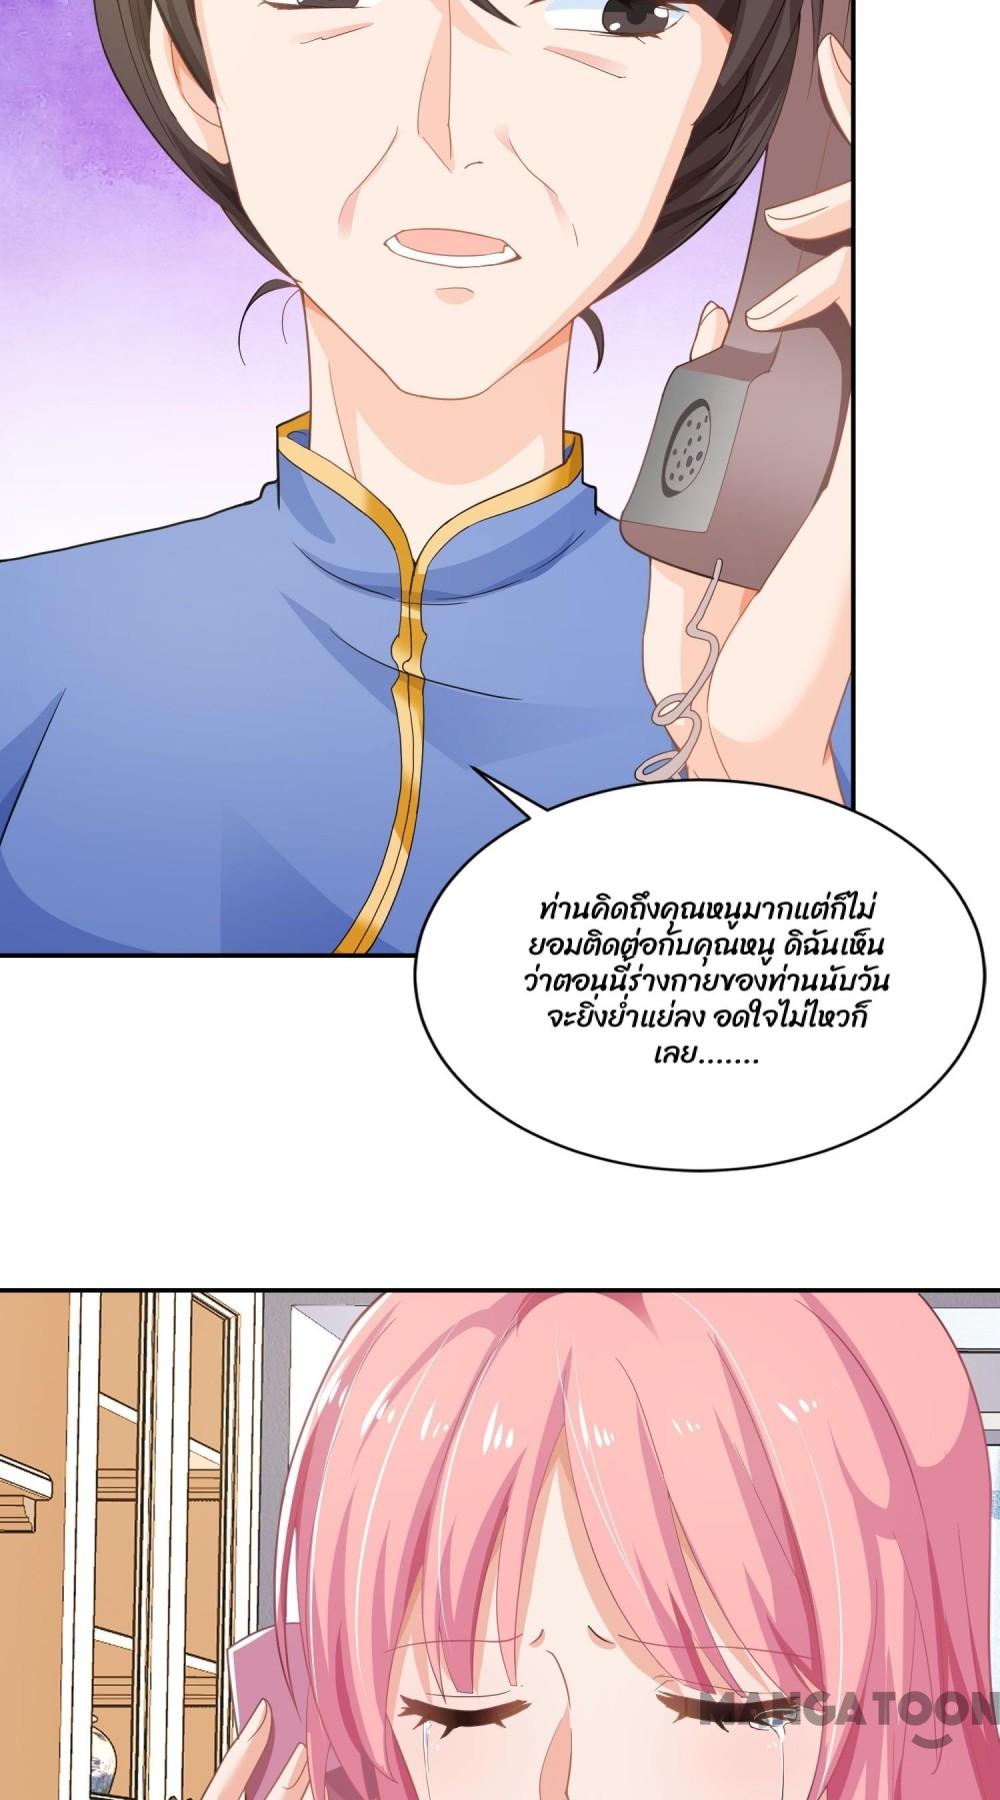 ท่านคิดถึงคุณหนูมากแต่ก็ไม่
ยอมติดต่อกับคุณหนู ดิฉันเห็น
ว่าตอนนี้ร่างกายของท่านนับวัน
จะยิ่งย่ำแย่ลง อดใจไม่ไหวก็
เลย.......
MANGATOON